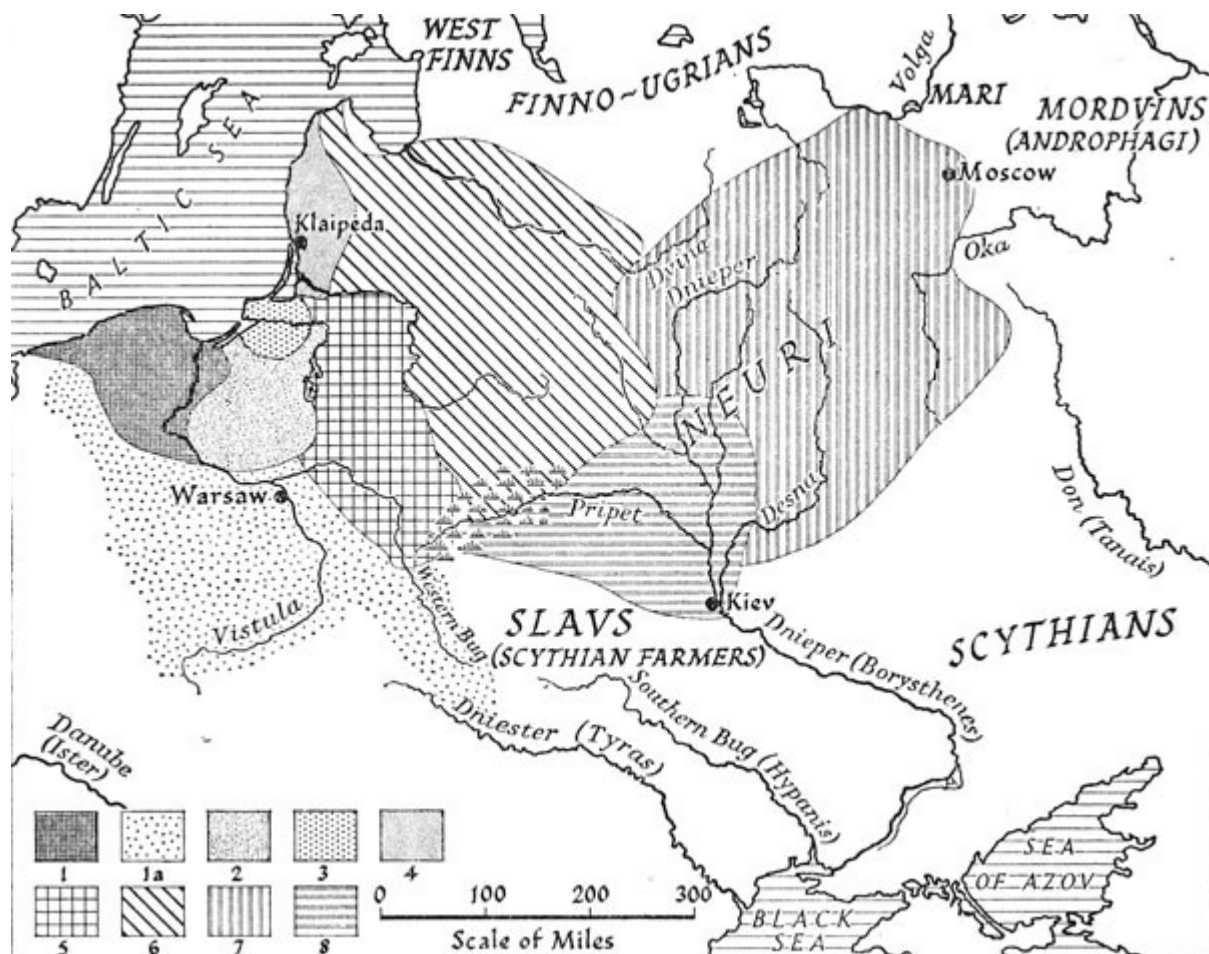 WEST
FINNS
FINNO~UGRIANS
Volga
MARI
MORDVINS
(ANDROPHAGI)
Moscow
BALTIC SEA
Klaipėda
Oka
Dvina
Dnieper
NEURI
Warsaw
Pripet
Desna
Don (Tanais)
Western Bug
Kiev
Vistula
SLAVS
(SCYTHIAN FARMERS)
SCYTHIANS
Dnieper (Borysthenes)
Southern Bug (Hypanis)
Dniester (Tyras)
Danube
(Ister)
1 1a 2 3 4
5 6 7 8
0 100 200 300
Scale of Miles
SEA
OF AZOV
BLACK
SEA